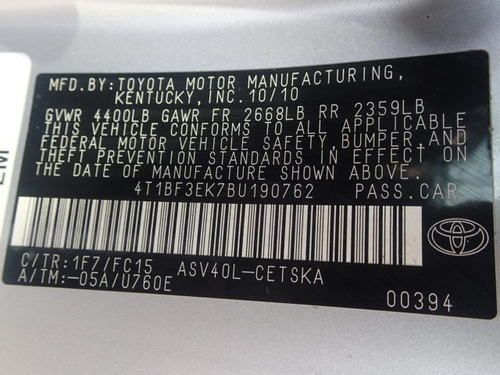 MFD.BY: TOYOTA MOTOR MANUFACTURING,
KENTUCKY, INC. 10/10
GVWR 4400LB GAWR FR 2668LB RR 2359LB
THIS VEHICLE CONFORMS TO ALL APPLICABLE
FEDERAL MOTOR VEHICLE SAFETY, BUMPER, AND
THEFT PREVENTION STANDARDS IN EFFECT ON
THE DATE OF MANUFACTURE SHOWN ABOVE.
4T1BF3EK7BU190762 PASS.CAR
C/TR: 1F7/FC15 ASV40L-CETSKA
A/TM:-05A/U760E
00394